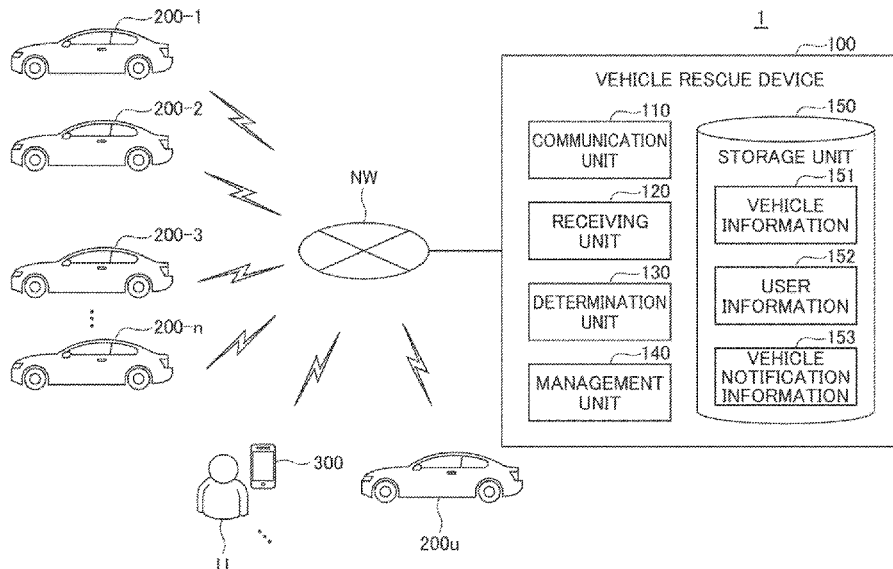 1
200-1
200-2
200-3
200-n
NW
100
VEHICLE RESCUE DEVICE
110
COMMUNICATION
UNIT
120
RECEIVING
UNIT
130
DETERMINATION
UNIT
140
MANAGEMENT
UNIT
150
STORAGE UNIT
151
VEHICLE
INFORMATION
152
USER
INFORMATION
153
VEHICLE
NOTIFICATION
INFORMATION
300
U
200u